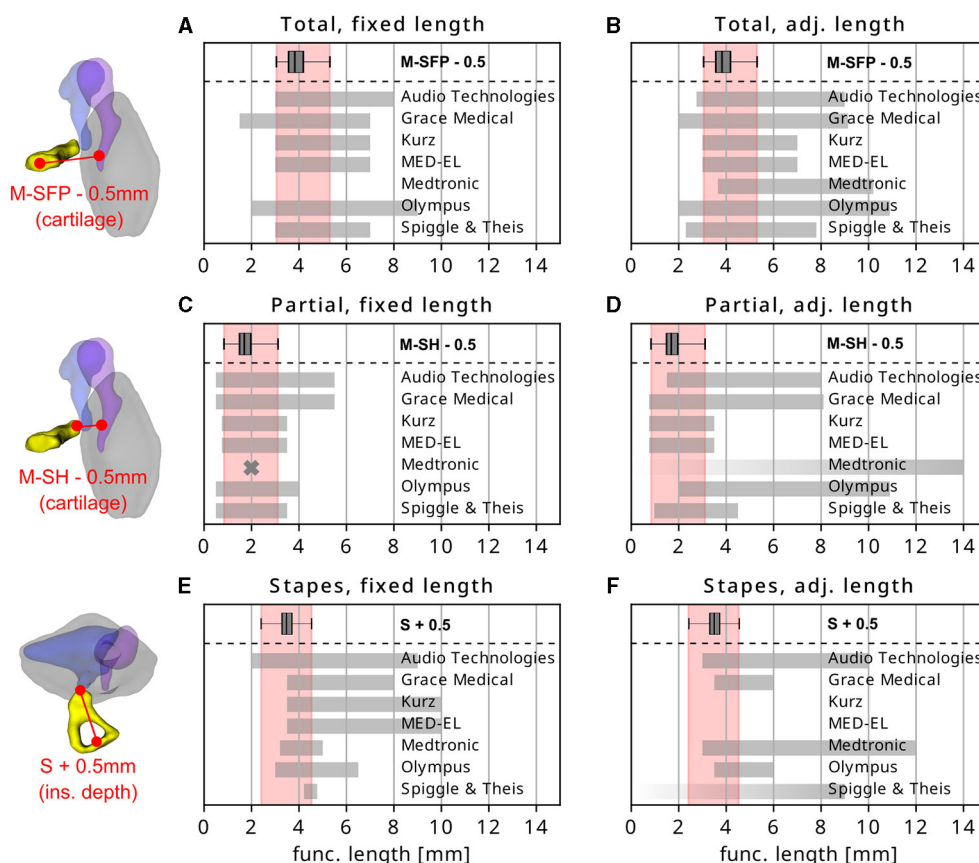 A
Total, fixed length
M-SFP - 0.5
Audio Technologies
Grace Medical
Kurz
MED-EL
Medtronic
Olympus
Spiggle & Theis
0 2 4 6 8 10 12 14
B
Total, adj. length
M-SFP - 0.5
Audio Technologies
Grace Medical
Kurz
MED-EL
Medtronic
Olympus
Spiggle & Theis
0 2 4 6 8 10 12 14
M-SFP - 0.5mm
(cartilage)
C
Partial, fixed length
M-SH - 0.5
Audio Technologies
Grace Medical
Kurz
MED-EL
Medtronic
Olympus
Spiggle & Theis
0 2 4 6 8 10 12 14
D
Partial, adj. length
M-SH - 0.5
Audio Technologies
Grace Medical
Kurz
MED-EL
Medtronic
Olympus
Spiggle & Theis
0 2 4 6 8 10 12 14
M-SH - 0.5mm
(cartilage)
E
Stapes, fixed length
S + 0.5
Audio Technologies
Grace Medical
Kurz
MED-EL
Medtronic
Olympus
Spiggle & Theis
0 2 4 6 8 10 12 14
func. length [mm]
F
Stapes, adj. length
S + 0.5
Audio Technologies
Grace Medical
Kurz
MED-EL
Medtronic
Olympus
Spiggle & Theis
0 2 4 6 8 10 12 14
func. length [mm]
S + 0.5mm
(ins. depth)